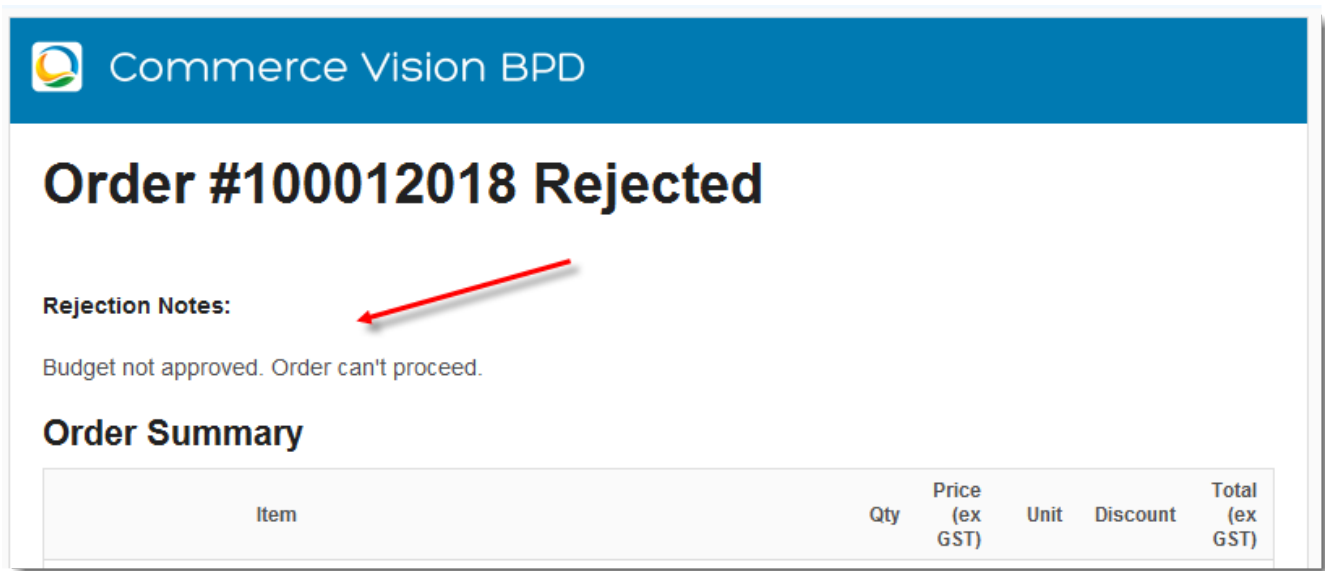 Commerce Vision BPD
Order #100012018 Rejected
Rejection Notes:
Budget not approved. Order can't proceed.
Order Summary
Item Qty Price (ex GST) Unit Discount Total (ex GST)